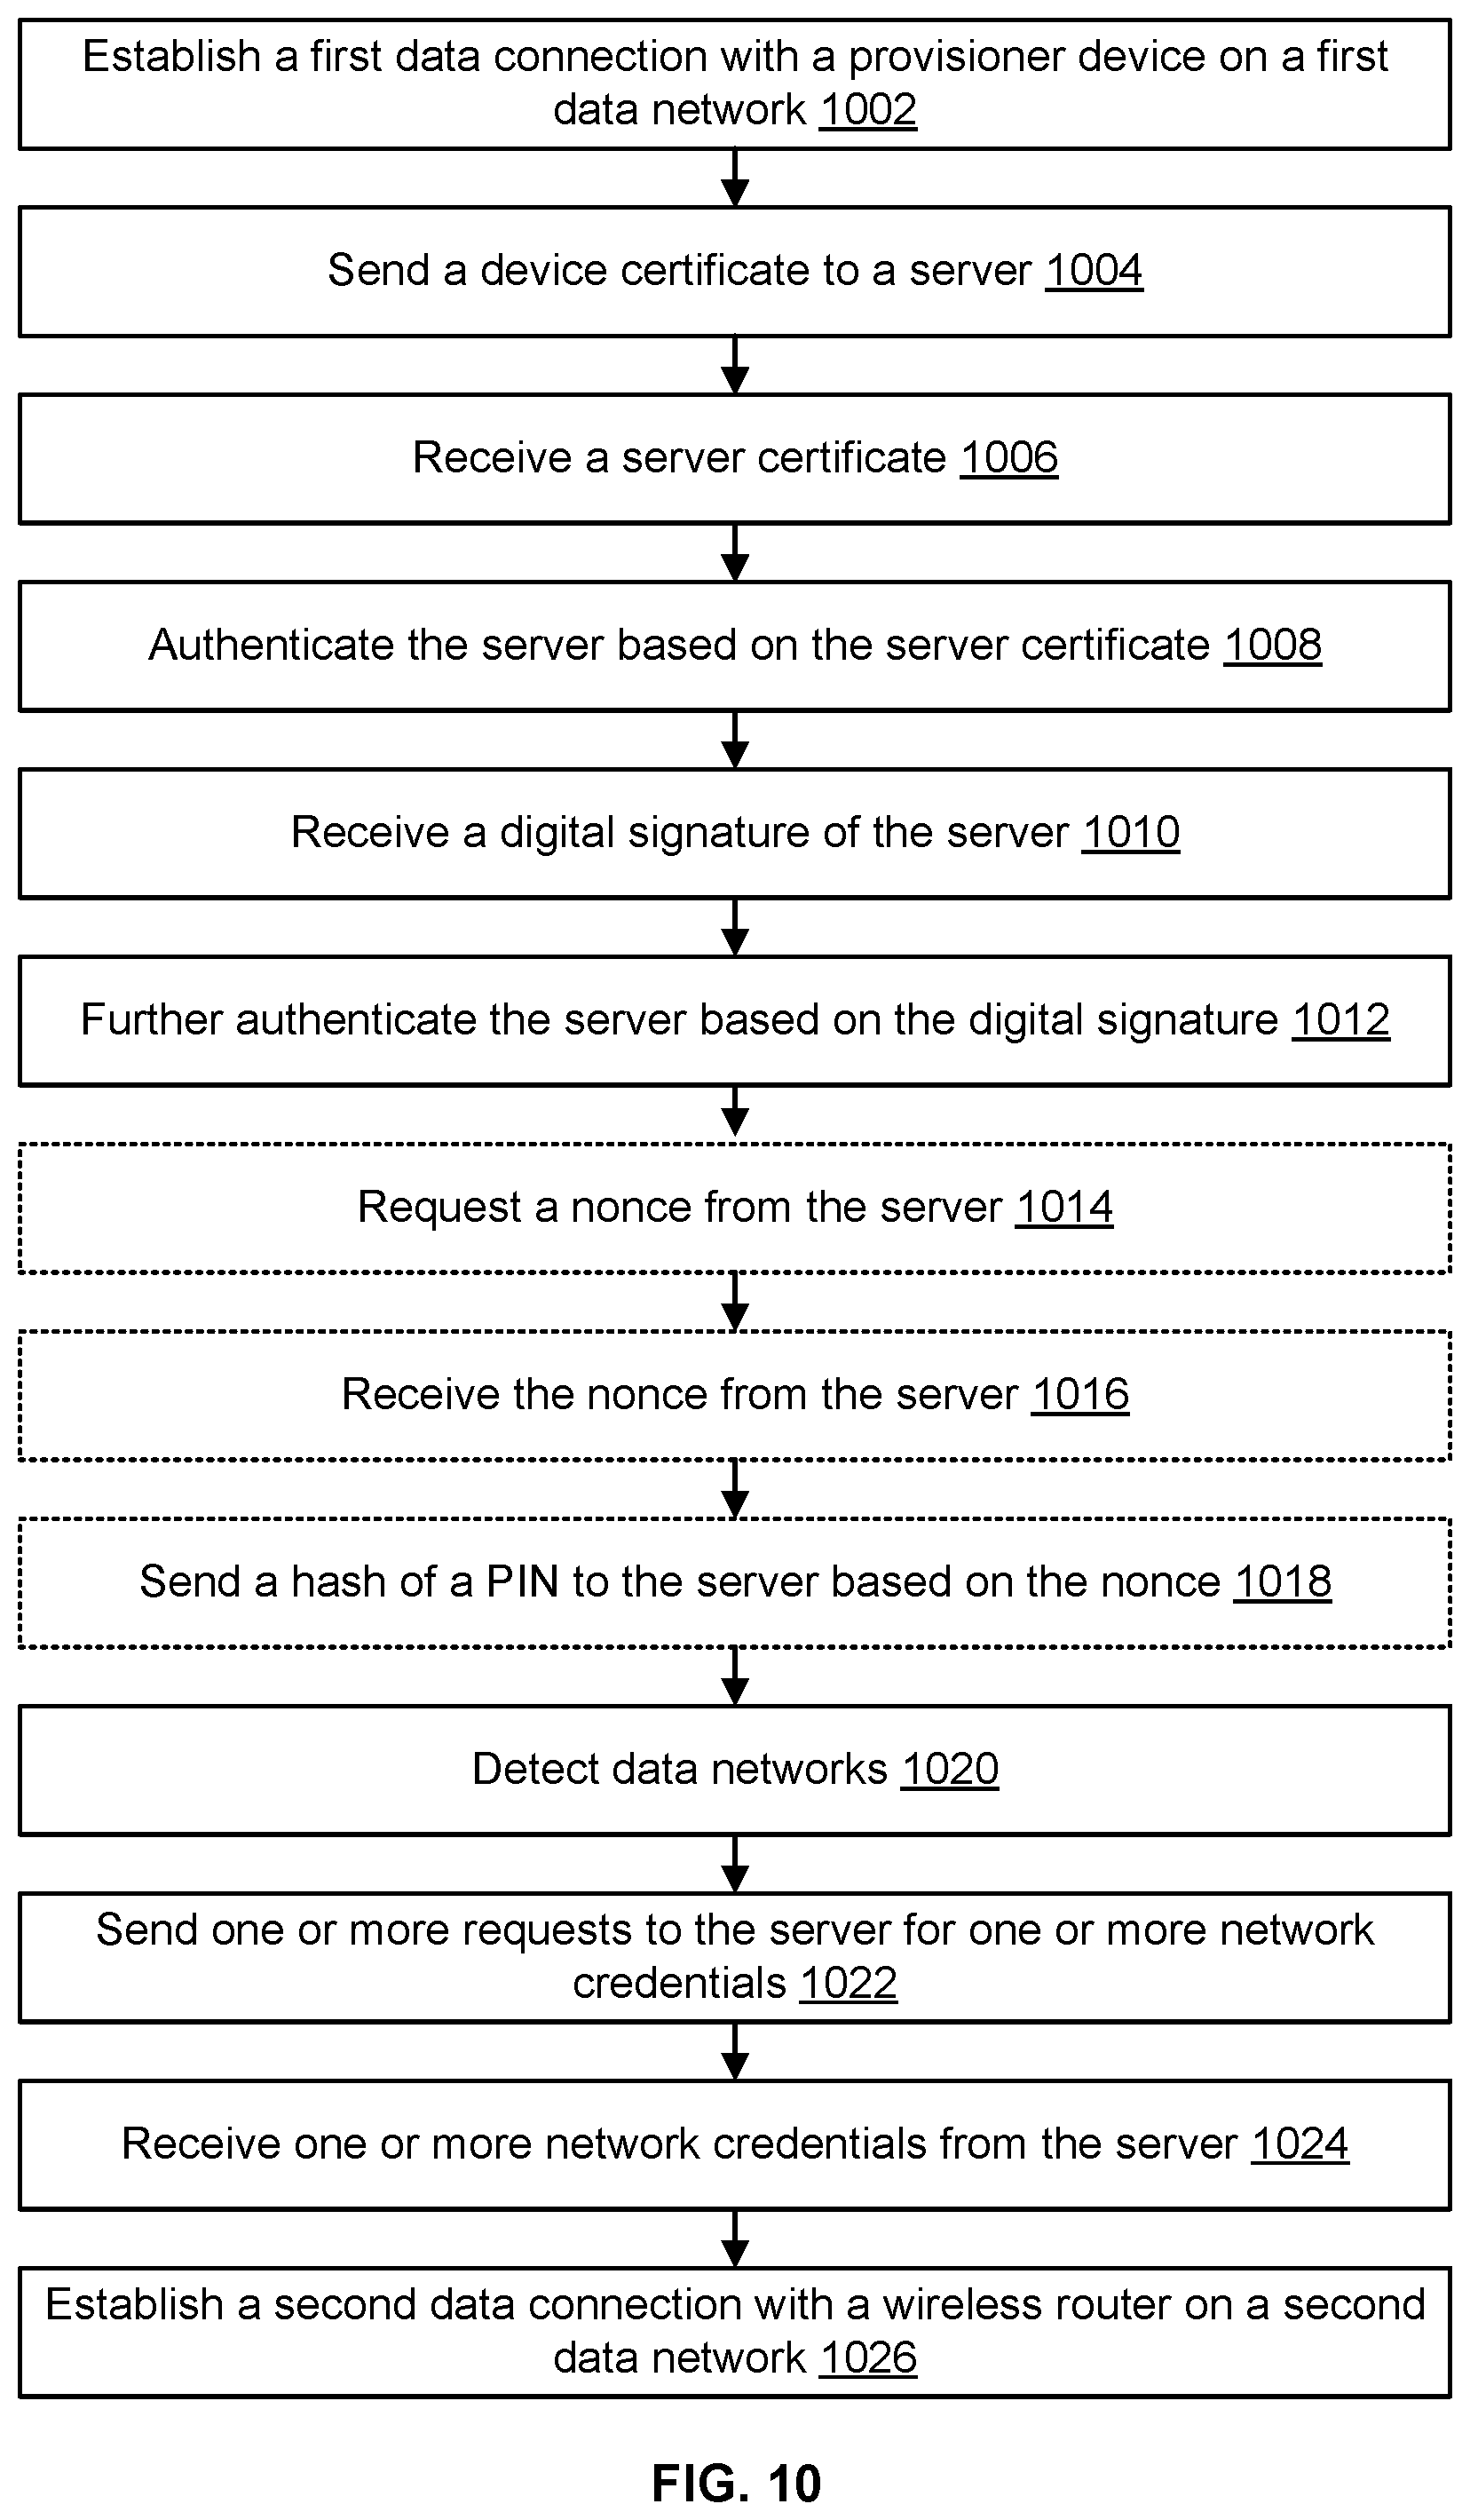 Establish a first data connection with a provisioner device on a first
data network 1002
Send a device certificate to a server 1004
Receive a server certificate 1006
Authenticate the server based on the server certificate 1008
Receive a digital signature of the server 1010
Further authenticate the server based on the digital signature 1012
Request a nonce from the server 1014
Receive the nonce from the server 1016
Send a hash of a PIN to the server based on the nonce 1018
Detect data networks 1020
Send one or more requests to the server for one or more network
credentials 1022
Receive one or more network credentials from the server 1024
Establish a second data connection with a wireless router on a second
data network 1026
FIG. 10